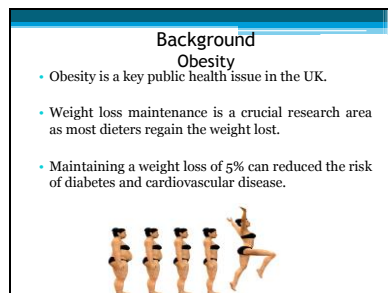 Background
Obesity
• Obesity is a key public health issue in the UK.
• Weight loss maintenance is a crucial research area
as most dieters regain the weight lost.
• Maintaining a weight loss of 5% can reduced the risk
of diabetes and cardiovascular disease.